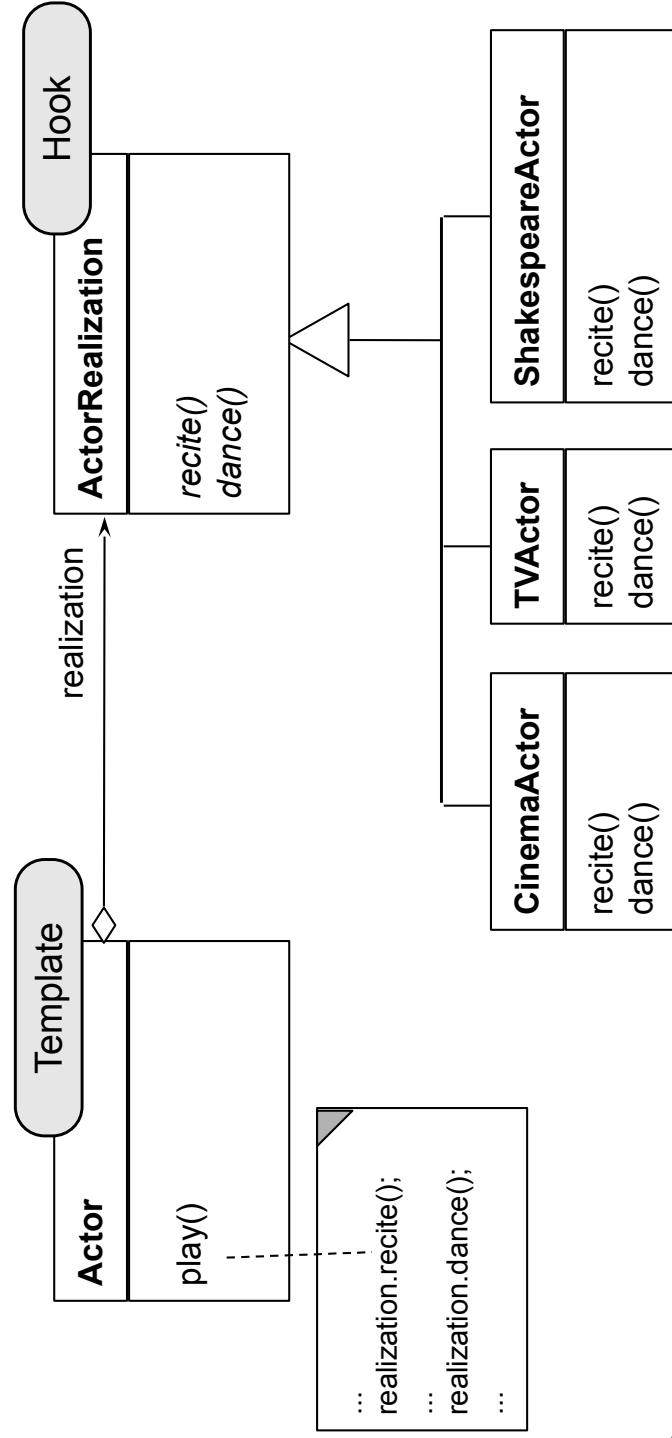 Template
Actor
play()
…
realization.recite();
…
realization.dance();
…
realization
Hook
ActorRealization
recite()
dance()
CinemaActor
recite()
dance()
TVActor
recite()
dance()
ShakespeareActor
recite()
dance()